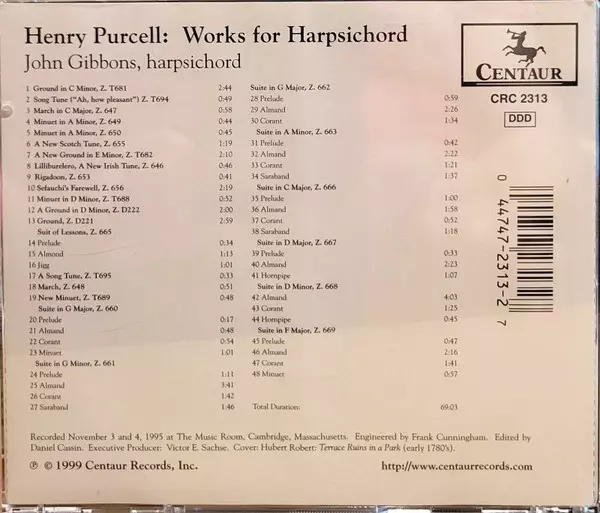 Henry Purcell: Works for Harpsichord
John Gibbons, harpsichord
CENTAUR
CRC 2313
DDD
1 Ground in C Minor, Z. T681 2:44
2 Song Tune ("Ah, how pleasant") Z. T694 0:49
3 March in C Major, Z. 647 0:58
4 Minuet in A Minor, Z. 649 0:44
5 Minuet in A Minor, Z. 650 0:45
6 A New Scotch Tune, Z. 655 1:19
7 A New Ground in E Minor, Z. T682 2:10
8 Lilliburelero, A New Irish Tune, Z. 646 0:46
9 Rigadoon, Z. 653 0:41
10 Sefauchi's Farewell, Z. 656 2:19
11 Minuet in D Minor, Z. T688 0:52
12 A Ground in D Minor, Z. D222 2:00
13 Ground, Z. D221 2:59
Suit of Lessons, Z. 665
14 Prelude 0:34
15 Almond 1:13
16 Jigg 1:01
17 A Song Tune, Z. T695 0:33
18 March, Z. 648 0:51
19 New Minuet, Z. T689 0:48
Suite in G Major, Z. 660
20 Prelude 0:17
21 Almand 0:48
22 Corant 0:54
23 Minuet 1:01
Suite in G Minor, Z. 661
24 Prelude 1:11
25 Almand 3:41
26 Corant 1:42
27 Saraband 1:46
Suite in G Major, Z. 662
28 Prelude 0:59
29 Almand 2:26
30 Corant 1:34
Suite in A Minor, Z. 663
31 Prelude 0:42
32 Almand 2:22
33 Corant 1:21
34 Saraband 1:37
Suite in C Major, Z. 666
35 Prelude 1:00
36 Almand 1:58
37 Corant 0:52
38 Saraband 1:18
Suite in D Major, Z. 667
39 Prelude 0:33
40 Almand 2:23
41 Hornpipe 1:07
Suite in D Minor, Z. 668
42 Almand 4:03
43 Corant 1:25
44 Hornpipe 0:45
Suite in F Major, Z. 669
45 Prelude 0:47
46 Almand 2:16
47 Corant 1:41
48 Minuet 0:57
Total Duration: 69:03
0 44747-2313-2 7
Recorded November 3 and 4, 1995 at The Music Room, Cambridge, Massachusetts. Engineered by Frank Cunningham. Edited by
Daniel Cassin. Executive Producer: Victor E. Sachse. Cover: Hubert Robert: Terrace Ruins in a Park (early 1780's).
℗ © 1999 Centaur Records, Inc.
http://www.centaurrecords.com